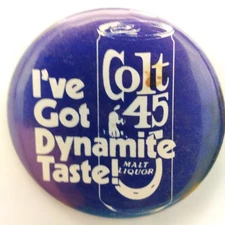 I've
Got
Dynamite
Taste!
Colt
45
MALT
LIQUOR